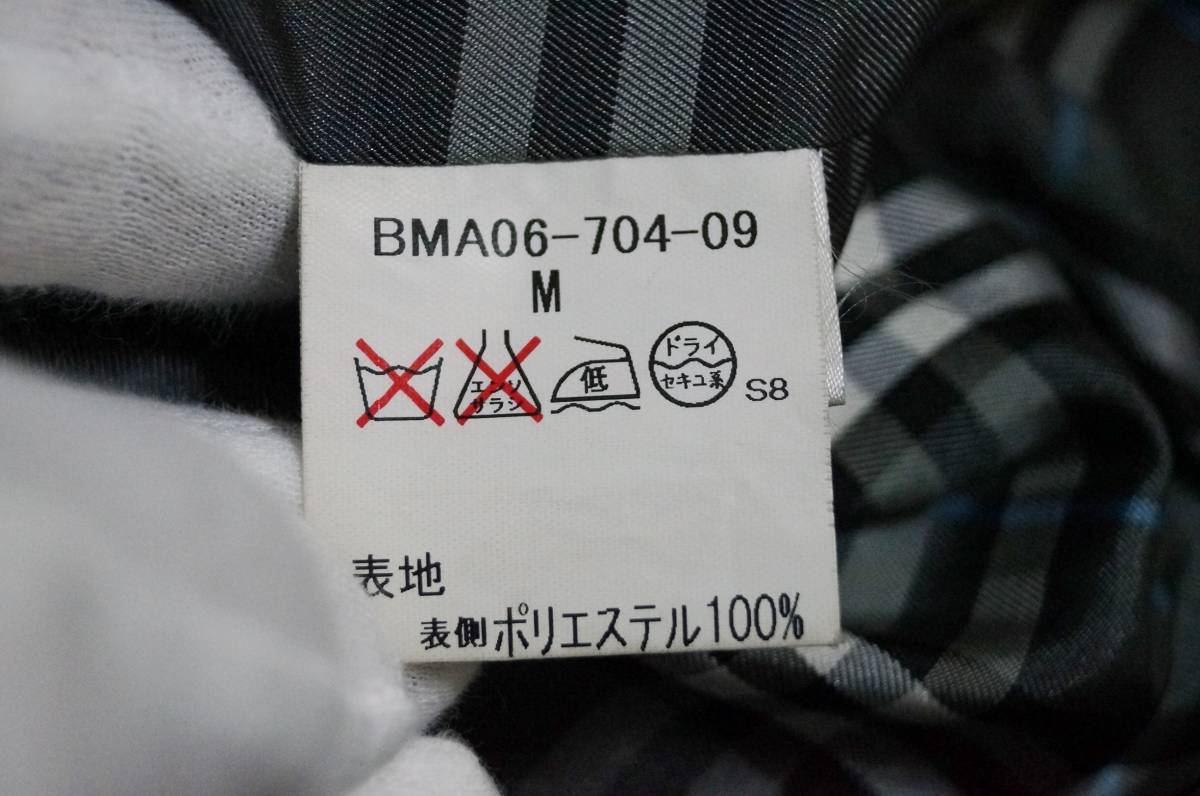 BMA06-704-09
M
エンソ
サラシ
低
ドライ
セキユ系
S8
表地
表側ポリエステル100%